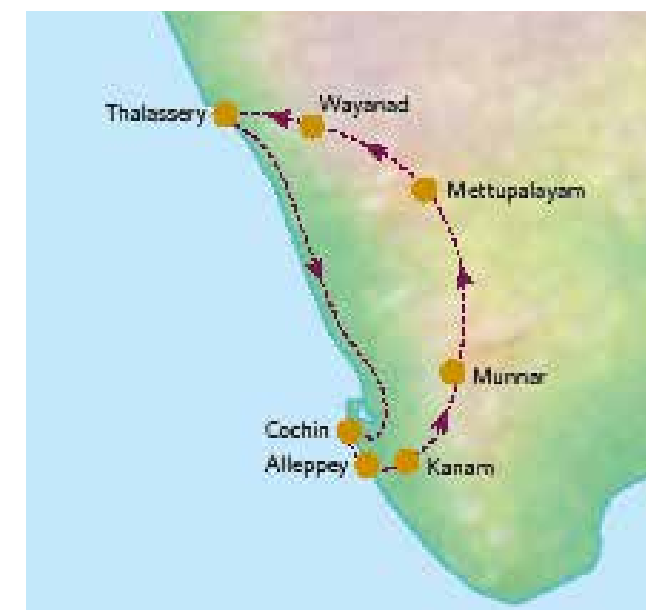 Thalassery
Wayanad
Mettupalayam
Munnar
Cochin
Alleppey
Kanam